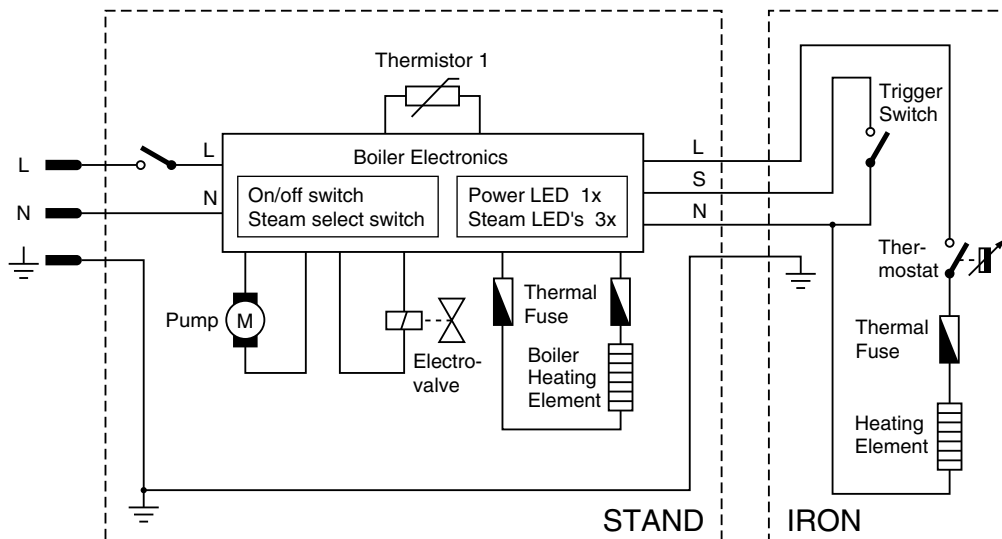 Thermistor 1
L
L
Boiler Electronics
L
Trigger
Switch
S
N
N
On/off switch
Steam select switch
Power LED 1x
Steam LED's 3x
N
Ther-
mostat
Pump
M
Electro-
valve
Thermal
Fuse
Boiler
Heating
Element
Thermal
Fuse
Heating
Element
STAND
IRON